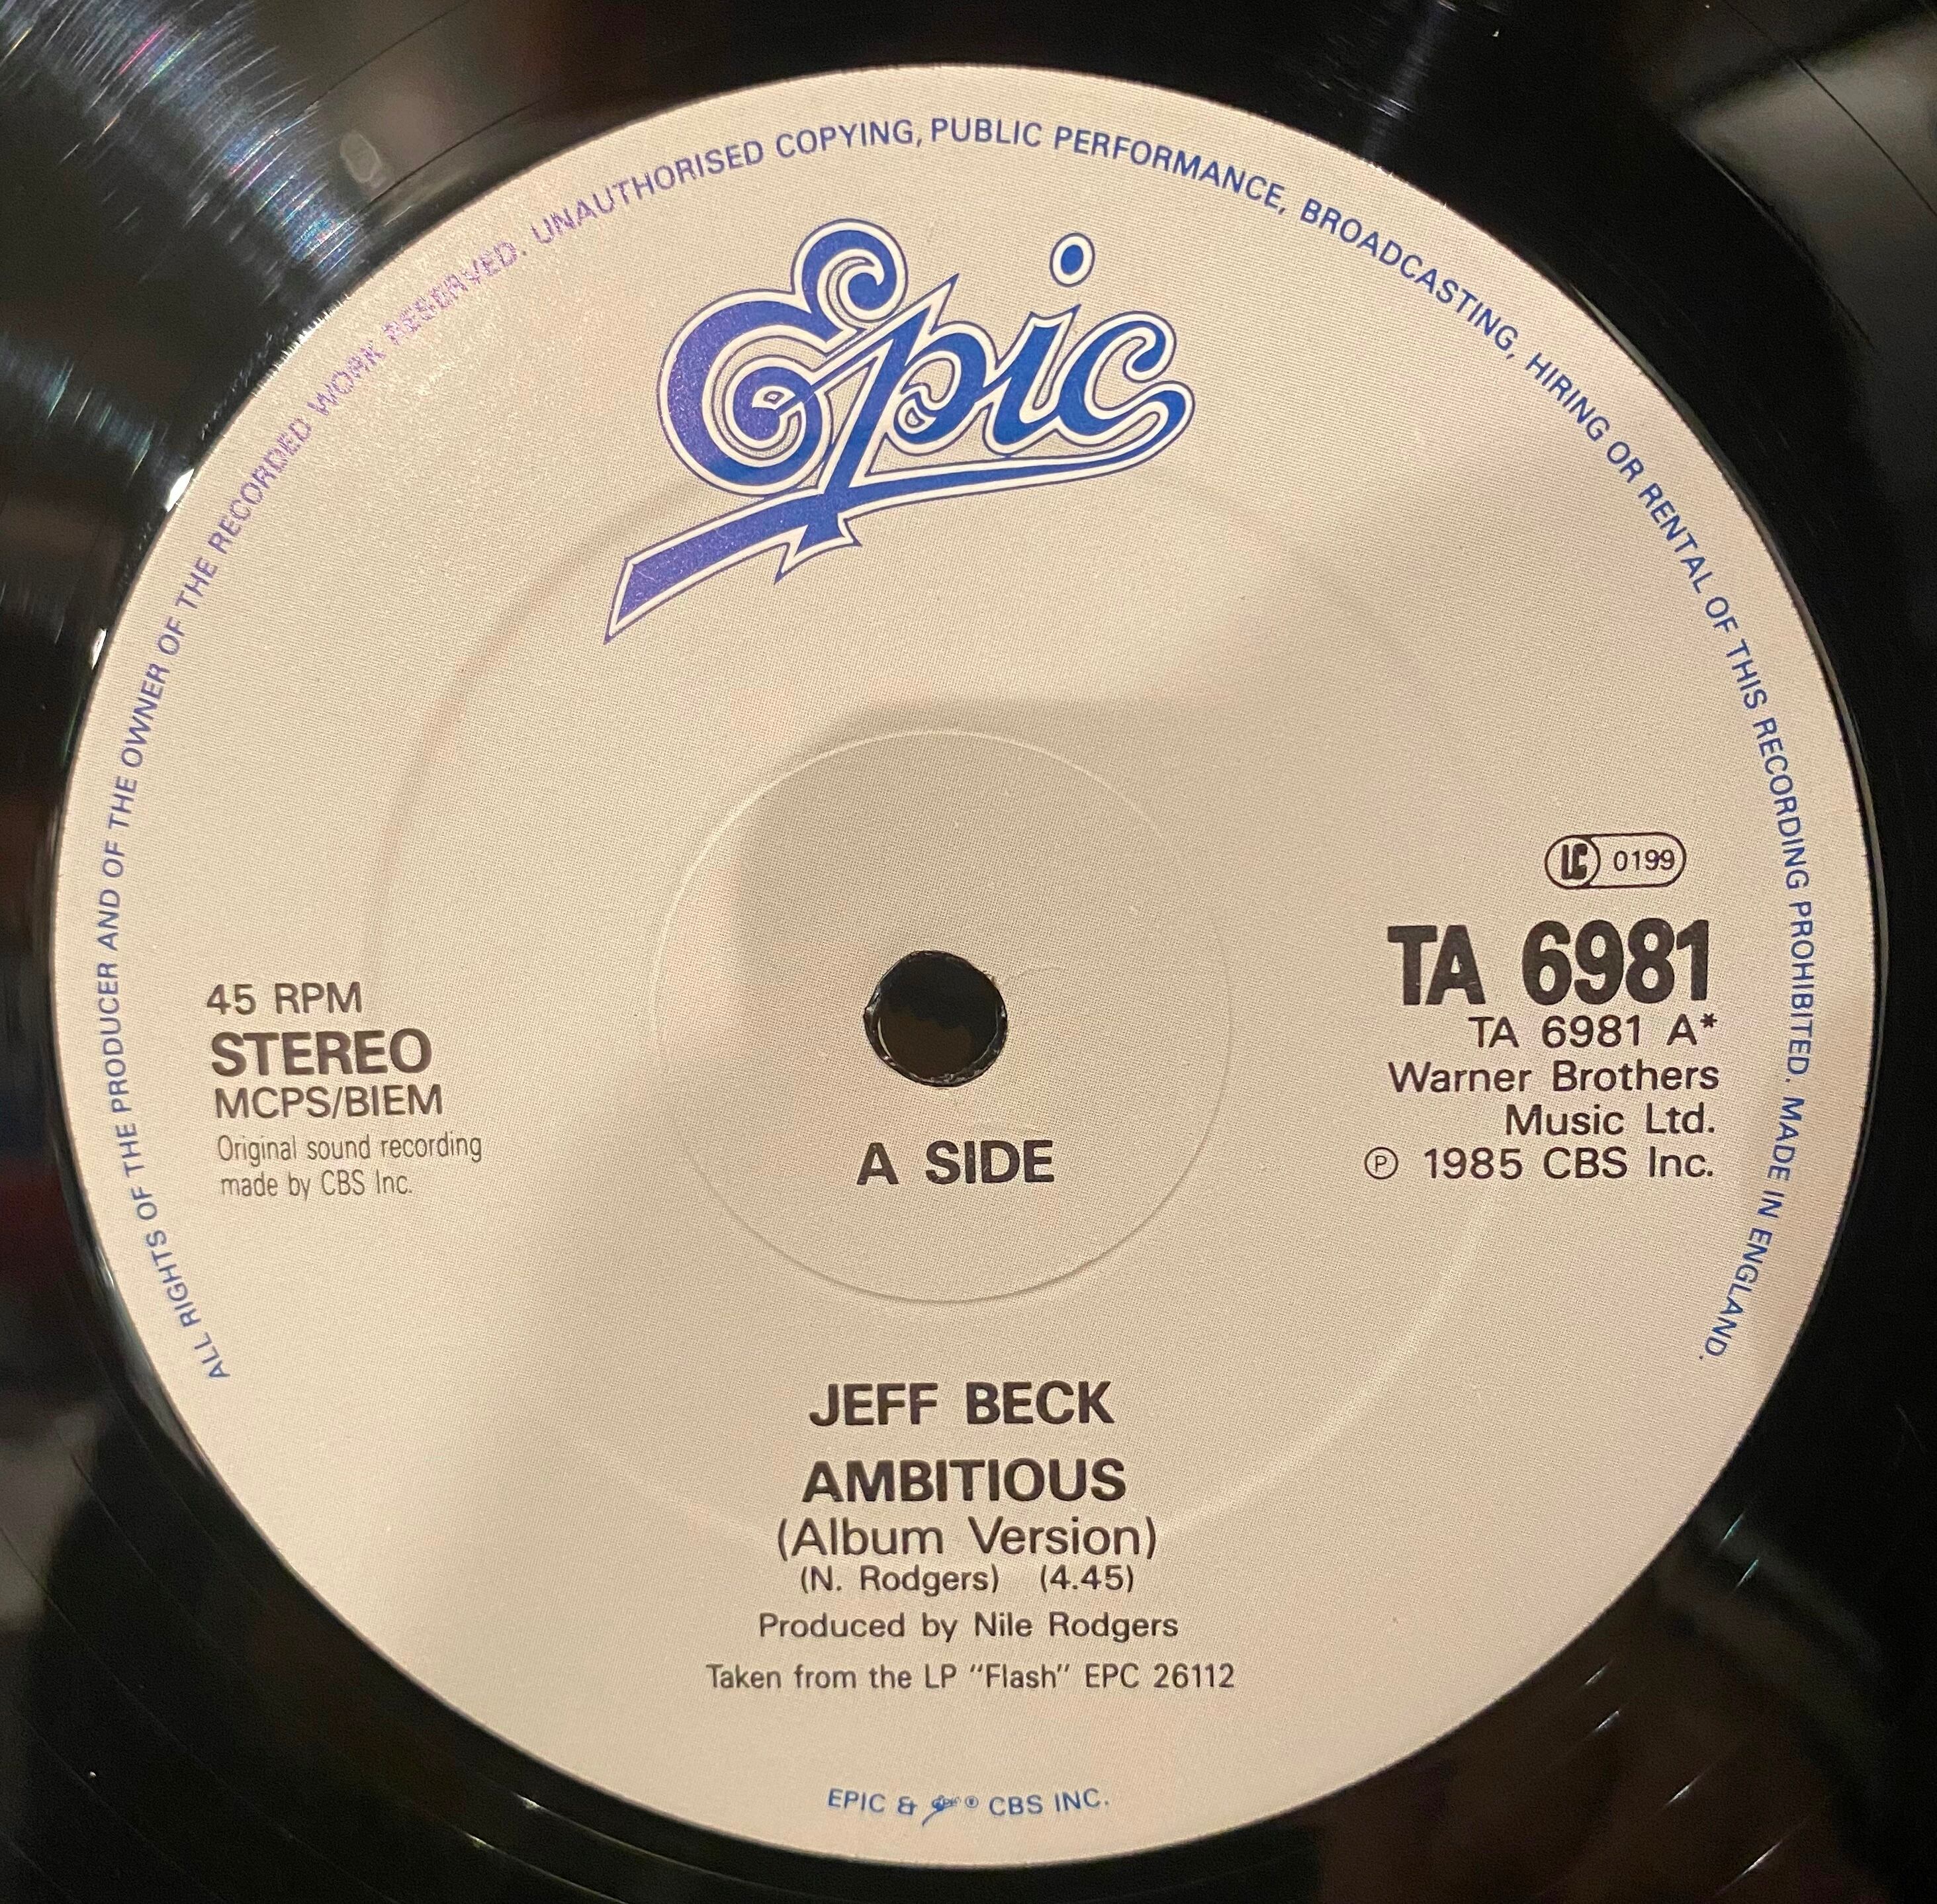 ALL RIGHTS OF THE PRODUCER AND OF THE OWNER OF THE RECORDED WORK RESERVED. UNAUTHORISED COPYING, PUBLIC PERFORMANCE, BROADCASTING, HIRING OR RENTAL OF THIS RECORDING PROHIBITED. MADE IN ENGLAND.
Epic
LC 0199
45 RPM
STEREO
MCPS/BIEM
Original sound recording
made by CBS Inc.
TA 6981
TA 6981 A*
Warner Brothers
Music Ltd.
℗ 1985 CBS Inc.
A SIDE
JEFF BECK
AMBITIOUS
(Album Version)
(N. Rodgers) (4.45)
Produced by Nile Rodgers
Taken from the LP "Flash" EPC 26112
EPIC & Epic ® CBS INC.